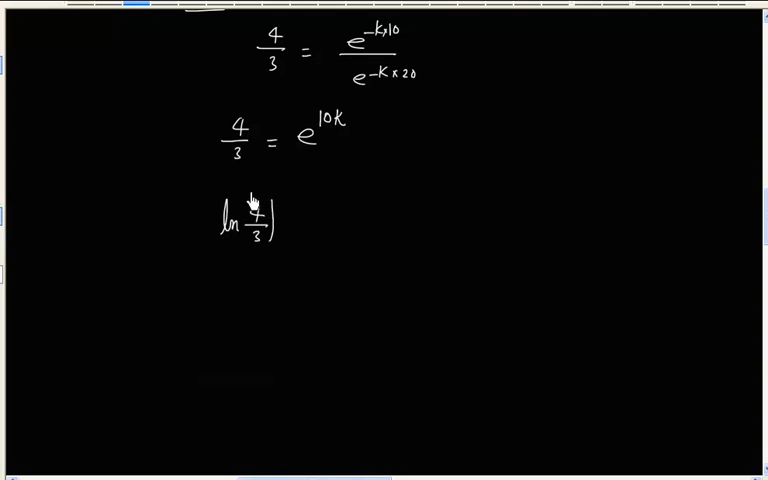 4/3 = e^{-k×10}/e^{-k×20}
4/3 = e^{10k}
ln 4/3)